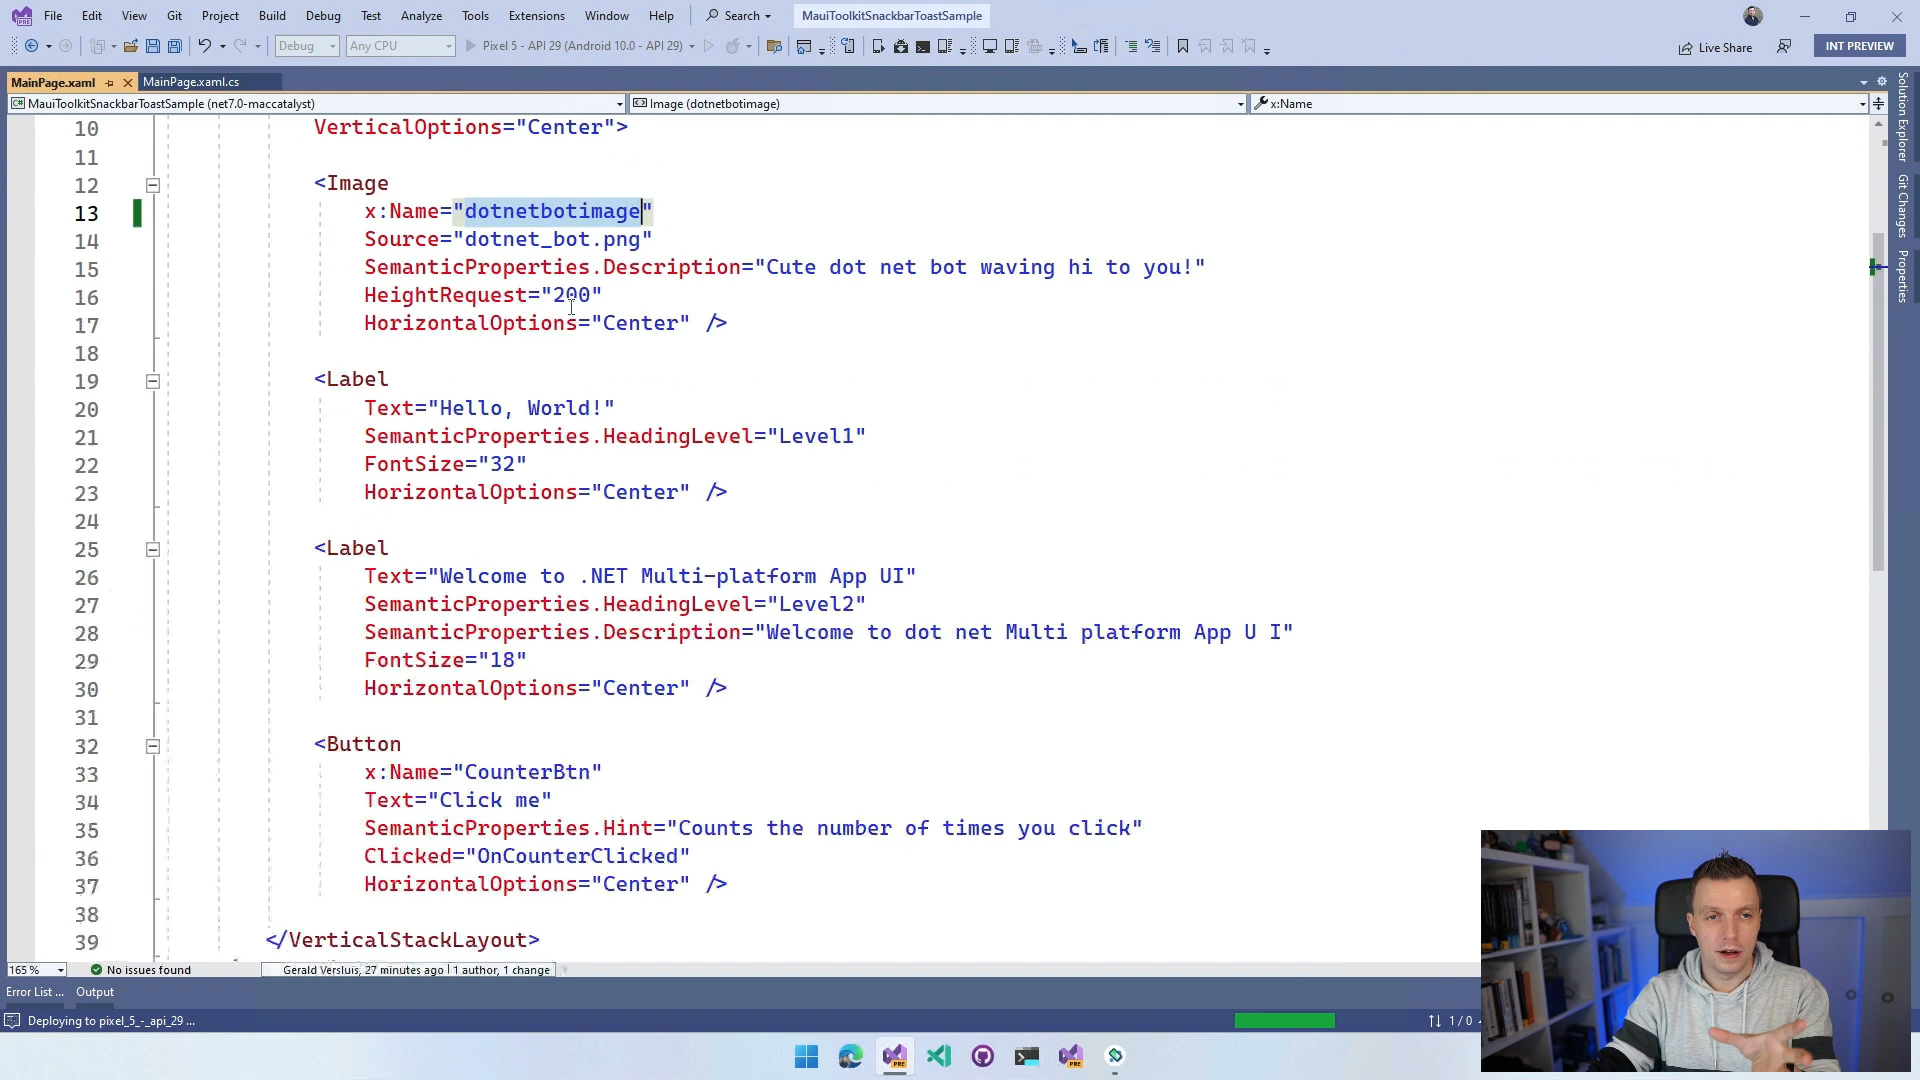 File Edit View Git Project Build Debug Test Analyze Tools Extensions Window Help Search MauiToolkitSnackbarToastSample
Debug Any CPU Pixel 5 - API 29 (Android 10.0 - API 29) Live Share INT PREVIEW
MainPage.xaml MainPage.xaml.cs
MauiToolkitSnackbarToastSample (net7.0-maccatalyst) Image (dotnetbotimage) x:Name
10 VerticalOptions="Center">
11
12 <Image
13 x:Name="dotnetbotimage"
14 Source="dotnet_bot.png"
15 SemanticProperties.Description="Cute dot net bot waving hi to you!"
16 HeightRequest="200"
17 HorizontalOptions="Center" />
18
19 <Label
20 Text="Hello, World!"
21 SemanticProperties.HeadingLevel="Level1"
22 FontSize="32"
23 HorizontalOptions="Center" />
24
25 <Label
26 Text="Welcome to .NET Multi-platform App UI"
27 SemanticProperties.HeadingLevel="Level2"
28 SemanticProperties.Description="Welcome to dot net Multi platform App U I"
29 FontSize="18"
30 HorizontalOptions="Center" />
31
32 <Button
33 x:Name="CounterBtn"
34 Text="Click me"
35 SemanticProperties.Hint="Counts the number of times you click"
36 Clicked="OnCounterClicked"
37 HorizontalOptions="Center" />
38
39 </VerticalStackLayout>
Solution Explorer
Git Changes
Properties
165 % No issues found Gerald Versluis, 27 minutes ago | 1 author, 1 change
Error List ... Output
Deploying to pixel_5_-_api_29 ... 1 / 0
PRE PRE